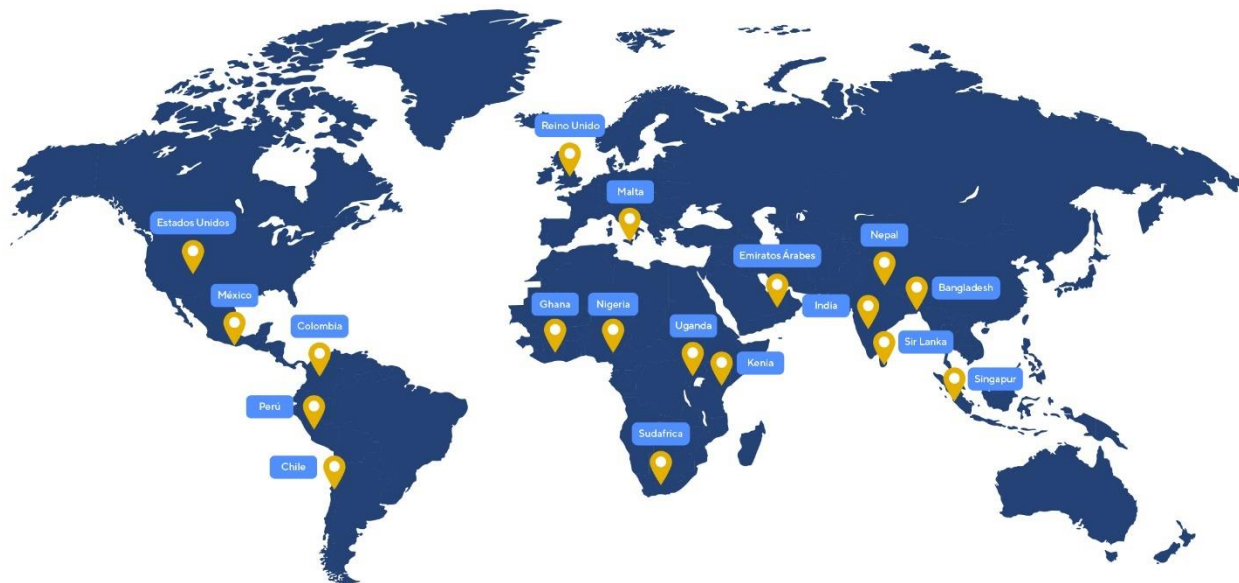 Reino Unido
Malta
Estados Unidos
Nepal
Emiratos Árabes
Bangladesh
México
Ghana
Nigeria
India
Colombia
Uganda
Sir Lanka
Kenia
Singapur
Perú
Sudafrica
Chile